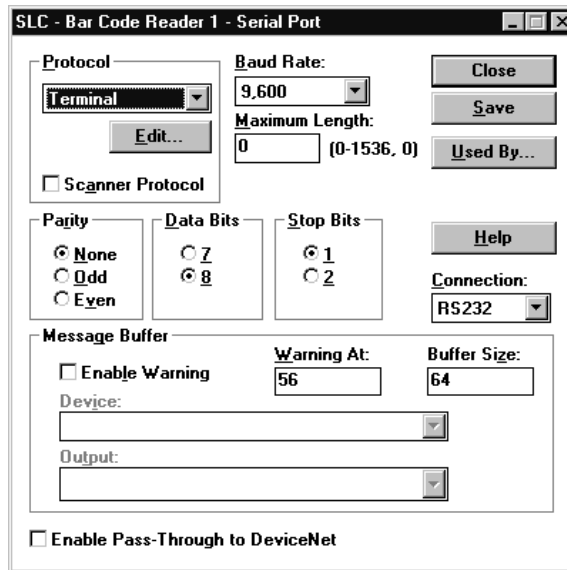 SLC - Bar Code Reader 1 - Serial Port
Protocol
Terminal
Edit...
Scanner Protocol
Baud Rate:
9,600
Maximum Length:
0 (0-1536, 0)
Close
Save
Used By...
Parity
None
Odd
Even
Data Bits
7
8
Stop Bits
1
2
Help
Connection:
RS232
Message Buffer
Enable Warning
Warning At:
56
Buffer Size:
64
Device:
Output:
Enable Pass-Through to DeviceNet